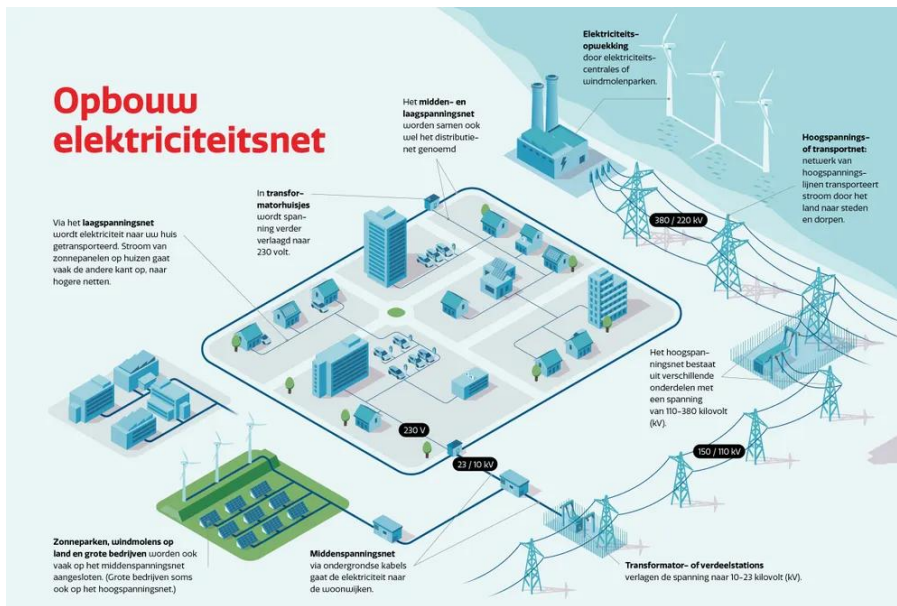 Opbouw
elektriciteitsnet
Elektriciteits-
opwekking
door elektriciteits-
centrales of
windmolenparken.
Het midden- en
laagspanningsnet
worden samen ook
wel het distributie-
net genoemd
Hoogspannings-
of transportnet:
netwerk van
hoogspannings-
lijnen transporteert
stroom door het
land naar steden
en dorpen.
In transfor-
matorhuisjes
wordt span-
ning verder
verlaagd naar
230 volt.
Via het laagspanningsnet
wordt elektriciteit naar uw huis
getransporteerd. Stroom van
zonnepanelen op huizen gaat
vaak de andere kant op, naar
hogere netten.
380 / 220 kV
Het hoogspan-
ningsnet bestaat
uit verschillende
onderdelen met
een spanning
van 110-380 kilovolt
(kV).
230 V
23 / 10 kV
150 / 110 kV
Zonneparken, windmolens op
land en grote bedrijven worden ook
vaak op het middenspanningsnet
aangesloten. (Grote bedrijven soms
ook op het hoogspanningsnet.)
Middenspanningsnet
via ondergrondse kabels
gaat de elektriciteit naar
de woonwijken.
Transformator- of verdeelstations
verlagen de spanning naar 10-23 kilovolt (kV).